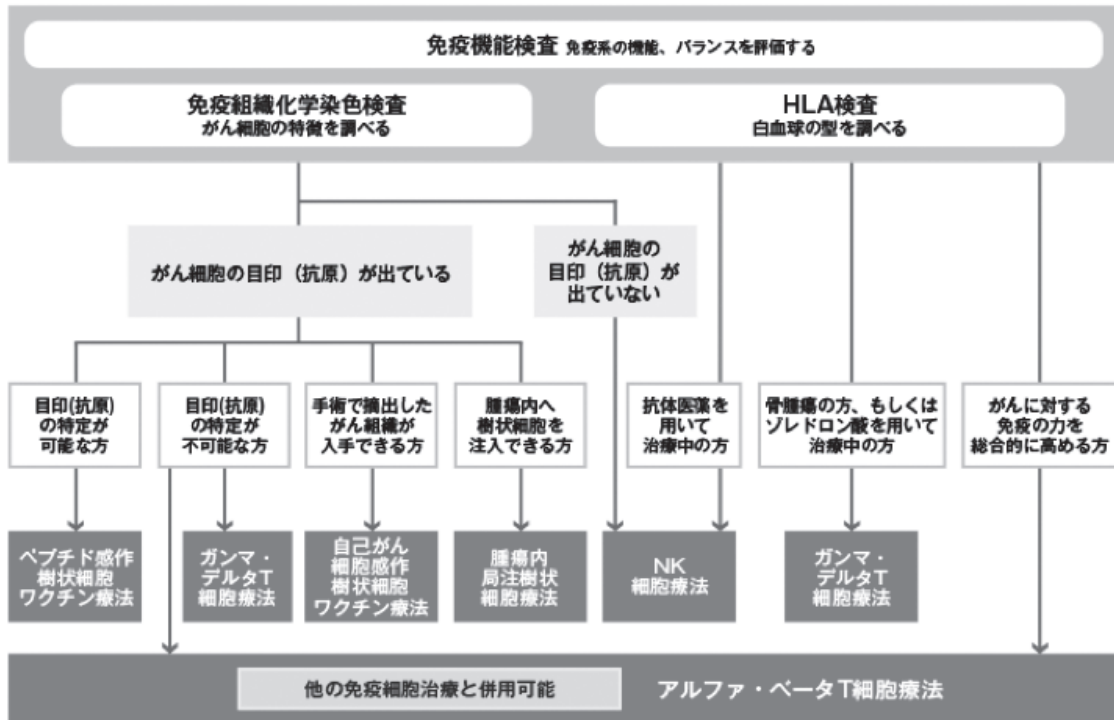 免疫機能検査 免疫系の機能、バランスを評価する
免疫組織化学染色検査
がん細胞の特徴を調べる
HLA検査
白血球の型を調べる
がん細胞の目印（抗原）が出ている
がん細胞の
目印（抗原）が
出ていない
目印(抗原)
の特定が
可能な方
目印(抗原)
の特定が
不可能な方
手術で摘出した
がん組織が
入手できる方
腫瘍内へ
樹状細胞を
注入できる方
抗体医薬を
用いて
治療中の方
骨腫瘍の方、もしくは
ゾレドロン酸を用いて
治療中の方
がんに対する
免疫の力を
総合的に高める方
ペプチド感作
樹状細胞
ワクチン療法
ガンマ・
デルタT
細胞療法
自己がん
細胞感作
樹状細胞
ワクチン療法
腫瘍内
局注樹状
細胞療法
NK
細胞療法
ガンマ・
デルタT
細胞療法
他の免疫細胞治療と併用可能
アルファ・ベータT細胞療法